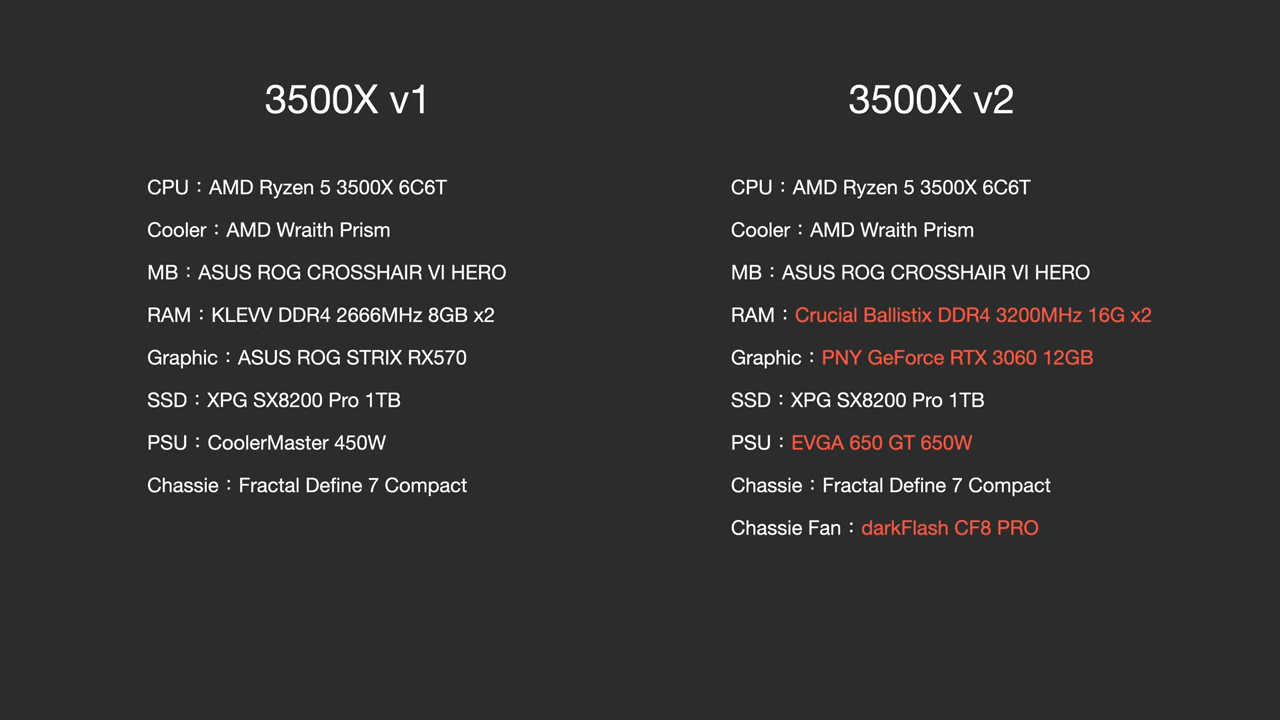 3500X v1
CPU：AMD Ryzen 5 3500X 6C6T
Cooler：AMD Wraith Prism
MB：ASUS ROG CROSSHAIR VI HERO
RAM：KLEVV DDR4 2666MHz 8GB x2
Graphic：ASUS ROG STRIX RX570
SSD：XPG SX8200 Pro 1TB
PSU：CoolerMaster 450W
Chassie：Fractal Define 7 Compact
3500X v2
CPU：AMD Ryzen 5 3500X 6C6T
Cooler：AMD Wraith Prism
MB：ASUS ROG CROSSHAIR VI HERO
RAM：Crucial Ballistix DDR4 3200MHz 16G x2
Graphic：PNY GeForce RTX 3060 12GB
SSD：XPG SX8200 Pro 1TB
PSU：EVGA 650 GT 650W
Chassie：Fractal Define 7 Compact
Chassie Fan：darkFlash CF8 PRO